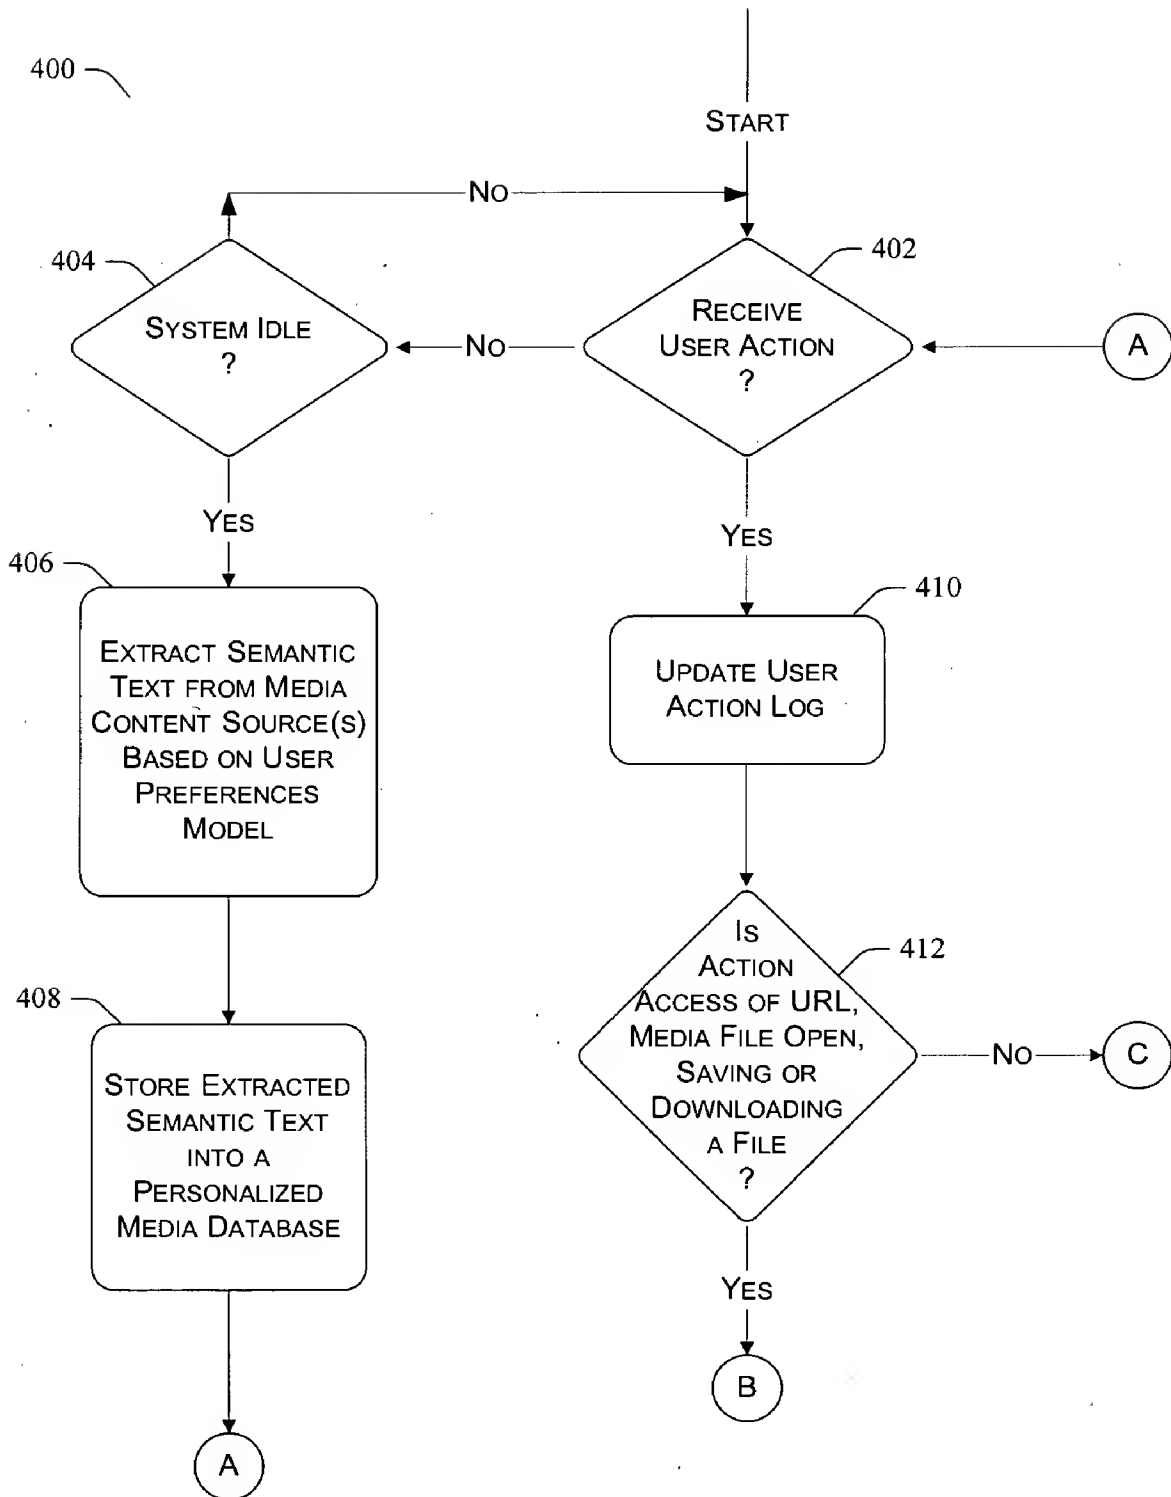 400
START
No
404
402
SYSTEM IDLE
?
No
RECEIVE
USER ACTION
?
A
YES
YES
406
410
EXTRACT SEMANTIC
TEXT FROM MEDIA
CONTENT SOURCE(S)
BASED ON USER
PREFERENCES
MODEL
UPDATE USER
ACTION LOG
408
412
STORE EXTRACTED
SEMANTIC TEXT
INTO A
PERSONALIZED
MEDIA DATABASE
IS
ACTION
ACCESS OF URL,
MEDIA FILE OPEN,
SAVING OR
DOWNLOADING
A FILE
?
No
C
YES
B
A